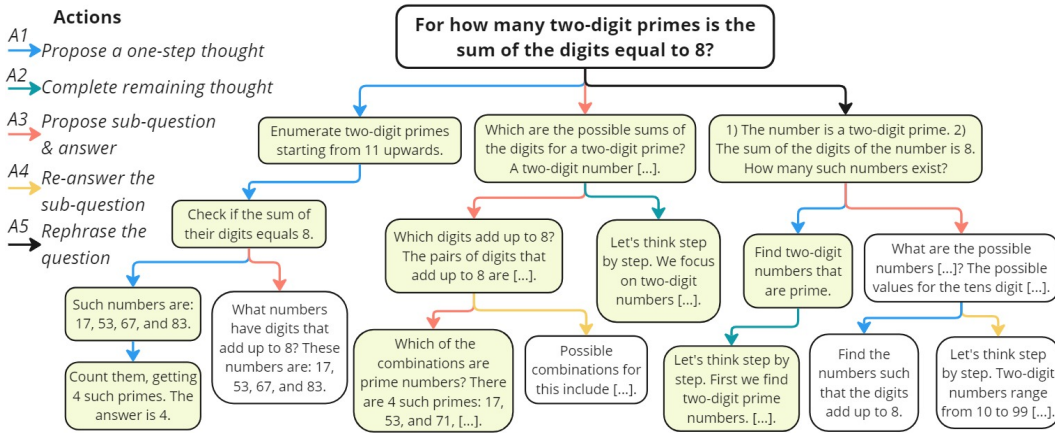 Actions
A1
Propose a one-step thought
A2
Complete remaining thought
A3
Propose sub-question
& answer
A4
Re-answer the
sub-question
A5
Rephrase the
question
For how many two-digit primes is the
sum of the digits equal to 8?
Enumerate two-digit primes
starting from 11 upwards.
Which are the possible sums of
the digits for a two-digit prime?
A two-digit number [...].
1) The number is a two-digit prime. 2)
The sum of the digits of the number is 8.
How many such numbers exist?
Check if the sum of
their digits equals 8.
Which digits add up to 8?
The pairs of digits that
add up to 8 are [...].
Let's think step
by step. We focus
on two-digit
numbers [...].
Find two-digit
numbers that
are prime.
What are the possible
numbers [...]? The possible
values for the tens digit [...].
Such numbers are:
17, 53, 67, and 83.
What numbers
have digits that
add up to 8? These
numbers are: 17,
53, 67, and 83.
Count them, getting
4 such primes. The
answer is 4.
Which of the
combinations are
prime numbers? There
are 4 such primes: 17,
53, and 71, [...].
Possible
combinations for
this include [...].
Let's think step by
step. First we find
two-digit prime
numbers. [...].
Find the
numbers such
that the digits
add up to 8.
Let's think step
by step. Two-digit
numbers range
from 10 to 99 [...].